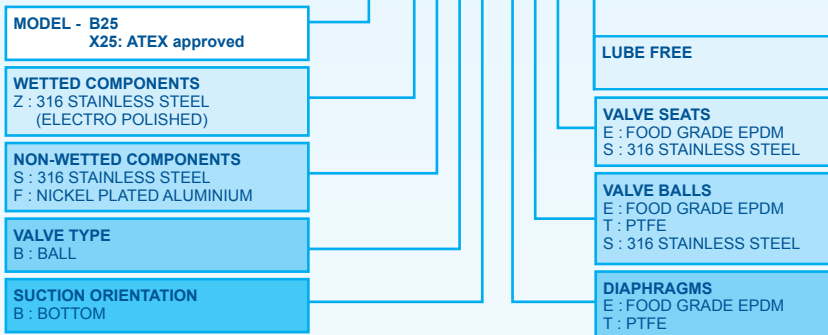 MODEL - B25
X25: ATEX approved
WETTED COMPONENTS
Z : 316 STAINLESS STEEL
(ELECTRO POLISHED)
NON-WETTED COMPONENTS
S : 316 STAINLESS STEEL
F : NICKEL PLATED ALUMINIUM
VALVE TYPE
B : BALL
SUCTION ORIENTATION
B : BOTTOM
LUBE FREE
VALVE SEATS
E : FOOD GRADE EPDM
S : 316 STAINLESS STEEL
VALVE BALLS
E : FOOD GRADE EPDM
T : PTFE
S : 316 STAINLESS STEEL
DIAPHRAGMS
E : FOOD GRADE EPDM
T : PTFE